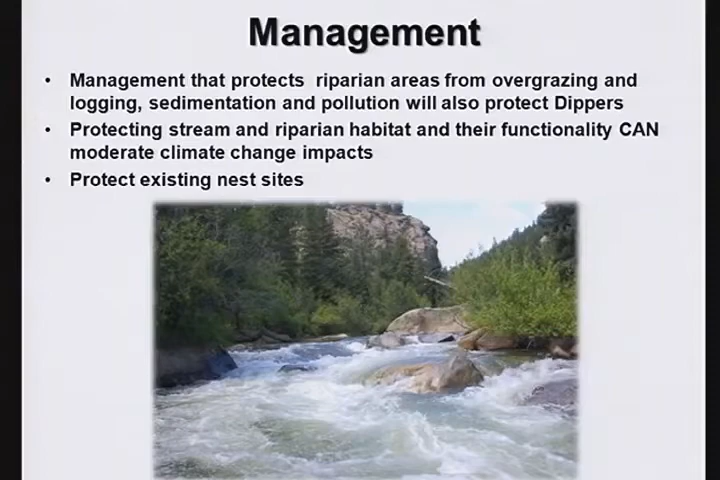 Management
• Management that protects  riparian areas from overgrazing and
logging, sedimentation and pollution will also protect Dippers
• Protecting stream and riparian habitat and their functionality CAN
moderate climate change impacts
• Protect existing nest sites